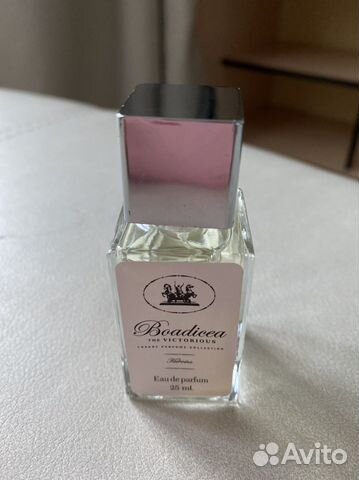 Boadicea
THE VICTORIOUS
LUXURY PERFUME COLLECTION
Eau de parfum
25 ml.
Avito